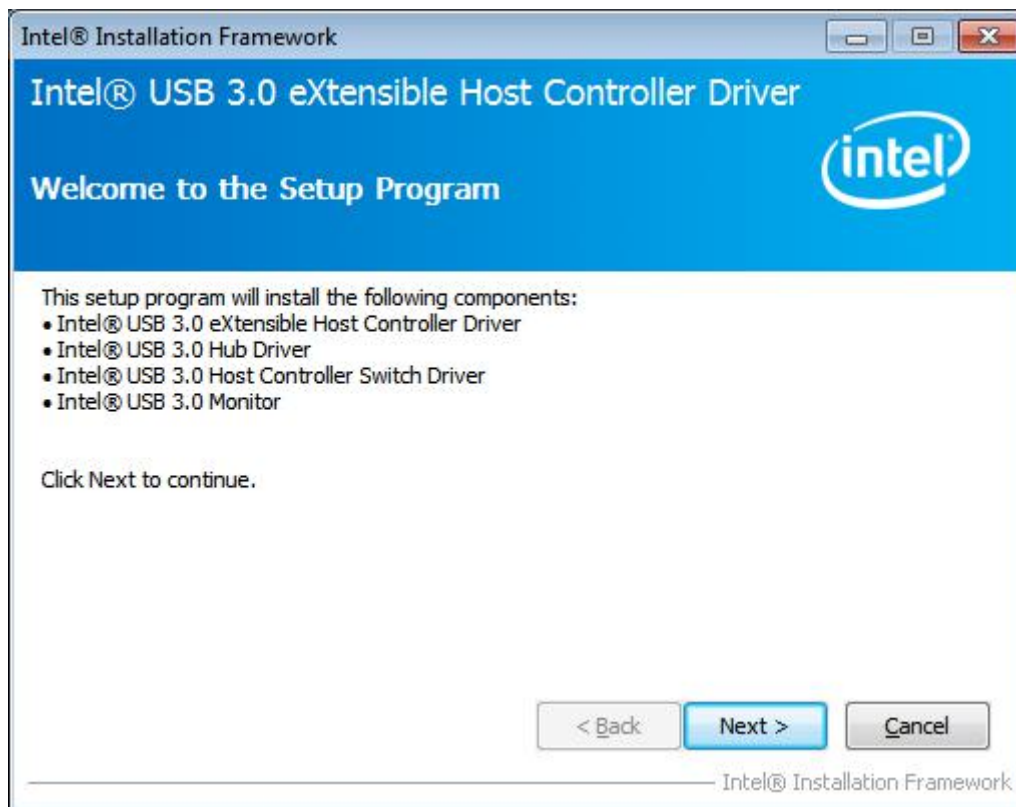 Intel® Installation Framework
Intel® USB 3.0 eXtensible Host Controller Driver
intel®
Welcome to the Setup Program
This setup program will install the following components:
• Intel® USB 3.0 eXtensible Host Controller Driver
• Intel® USB 3.0 Hub Driver
• Intel® USB 3.0 Host Controller Switch Driver
• Intel® USB 3.0 Monitor
Click Next to continue.
< Back Next > Cancel
Intel® Installation Framework